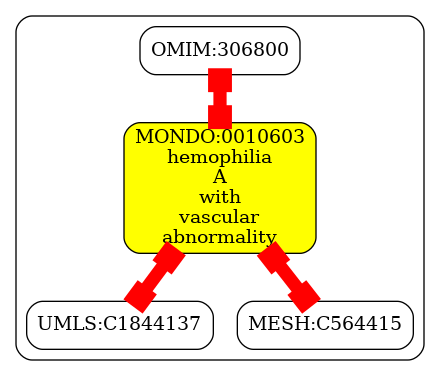 OMIM:306800
MONDO:0010603
hemophilia
A
with
vascular
abnormality
UMLS:C1844137
MESH:C564415